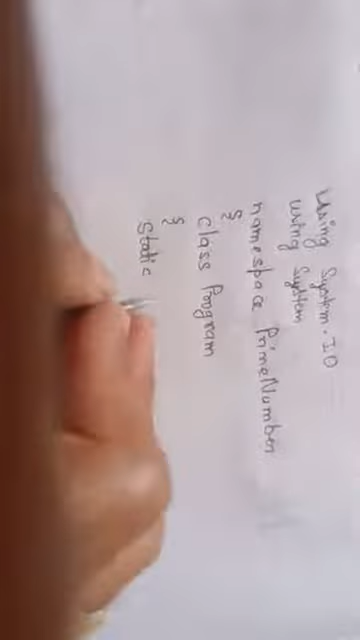 Using System.IO
using System
namespace PrimeNumber
{
class Program
{
static